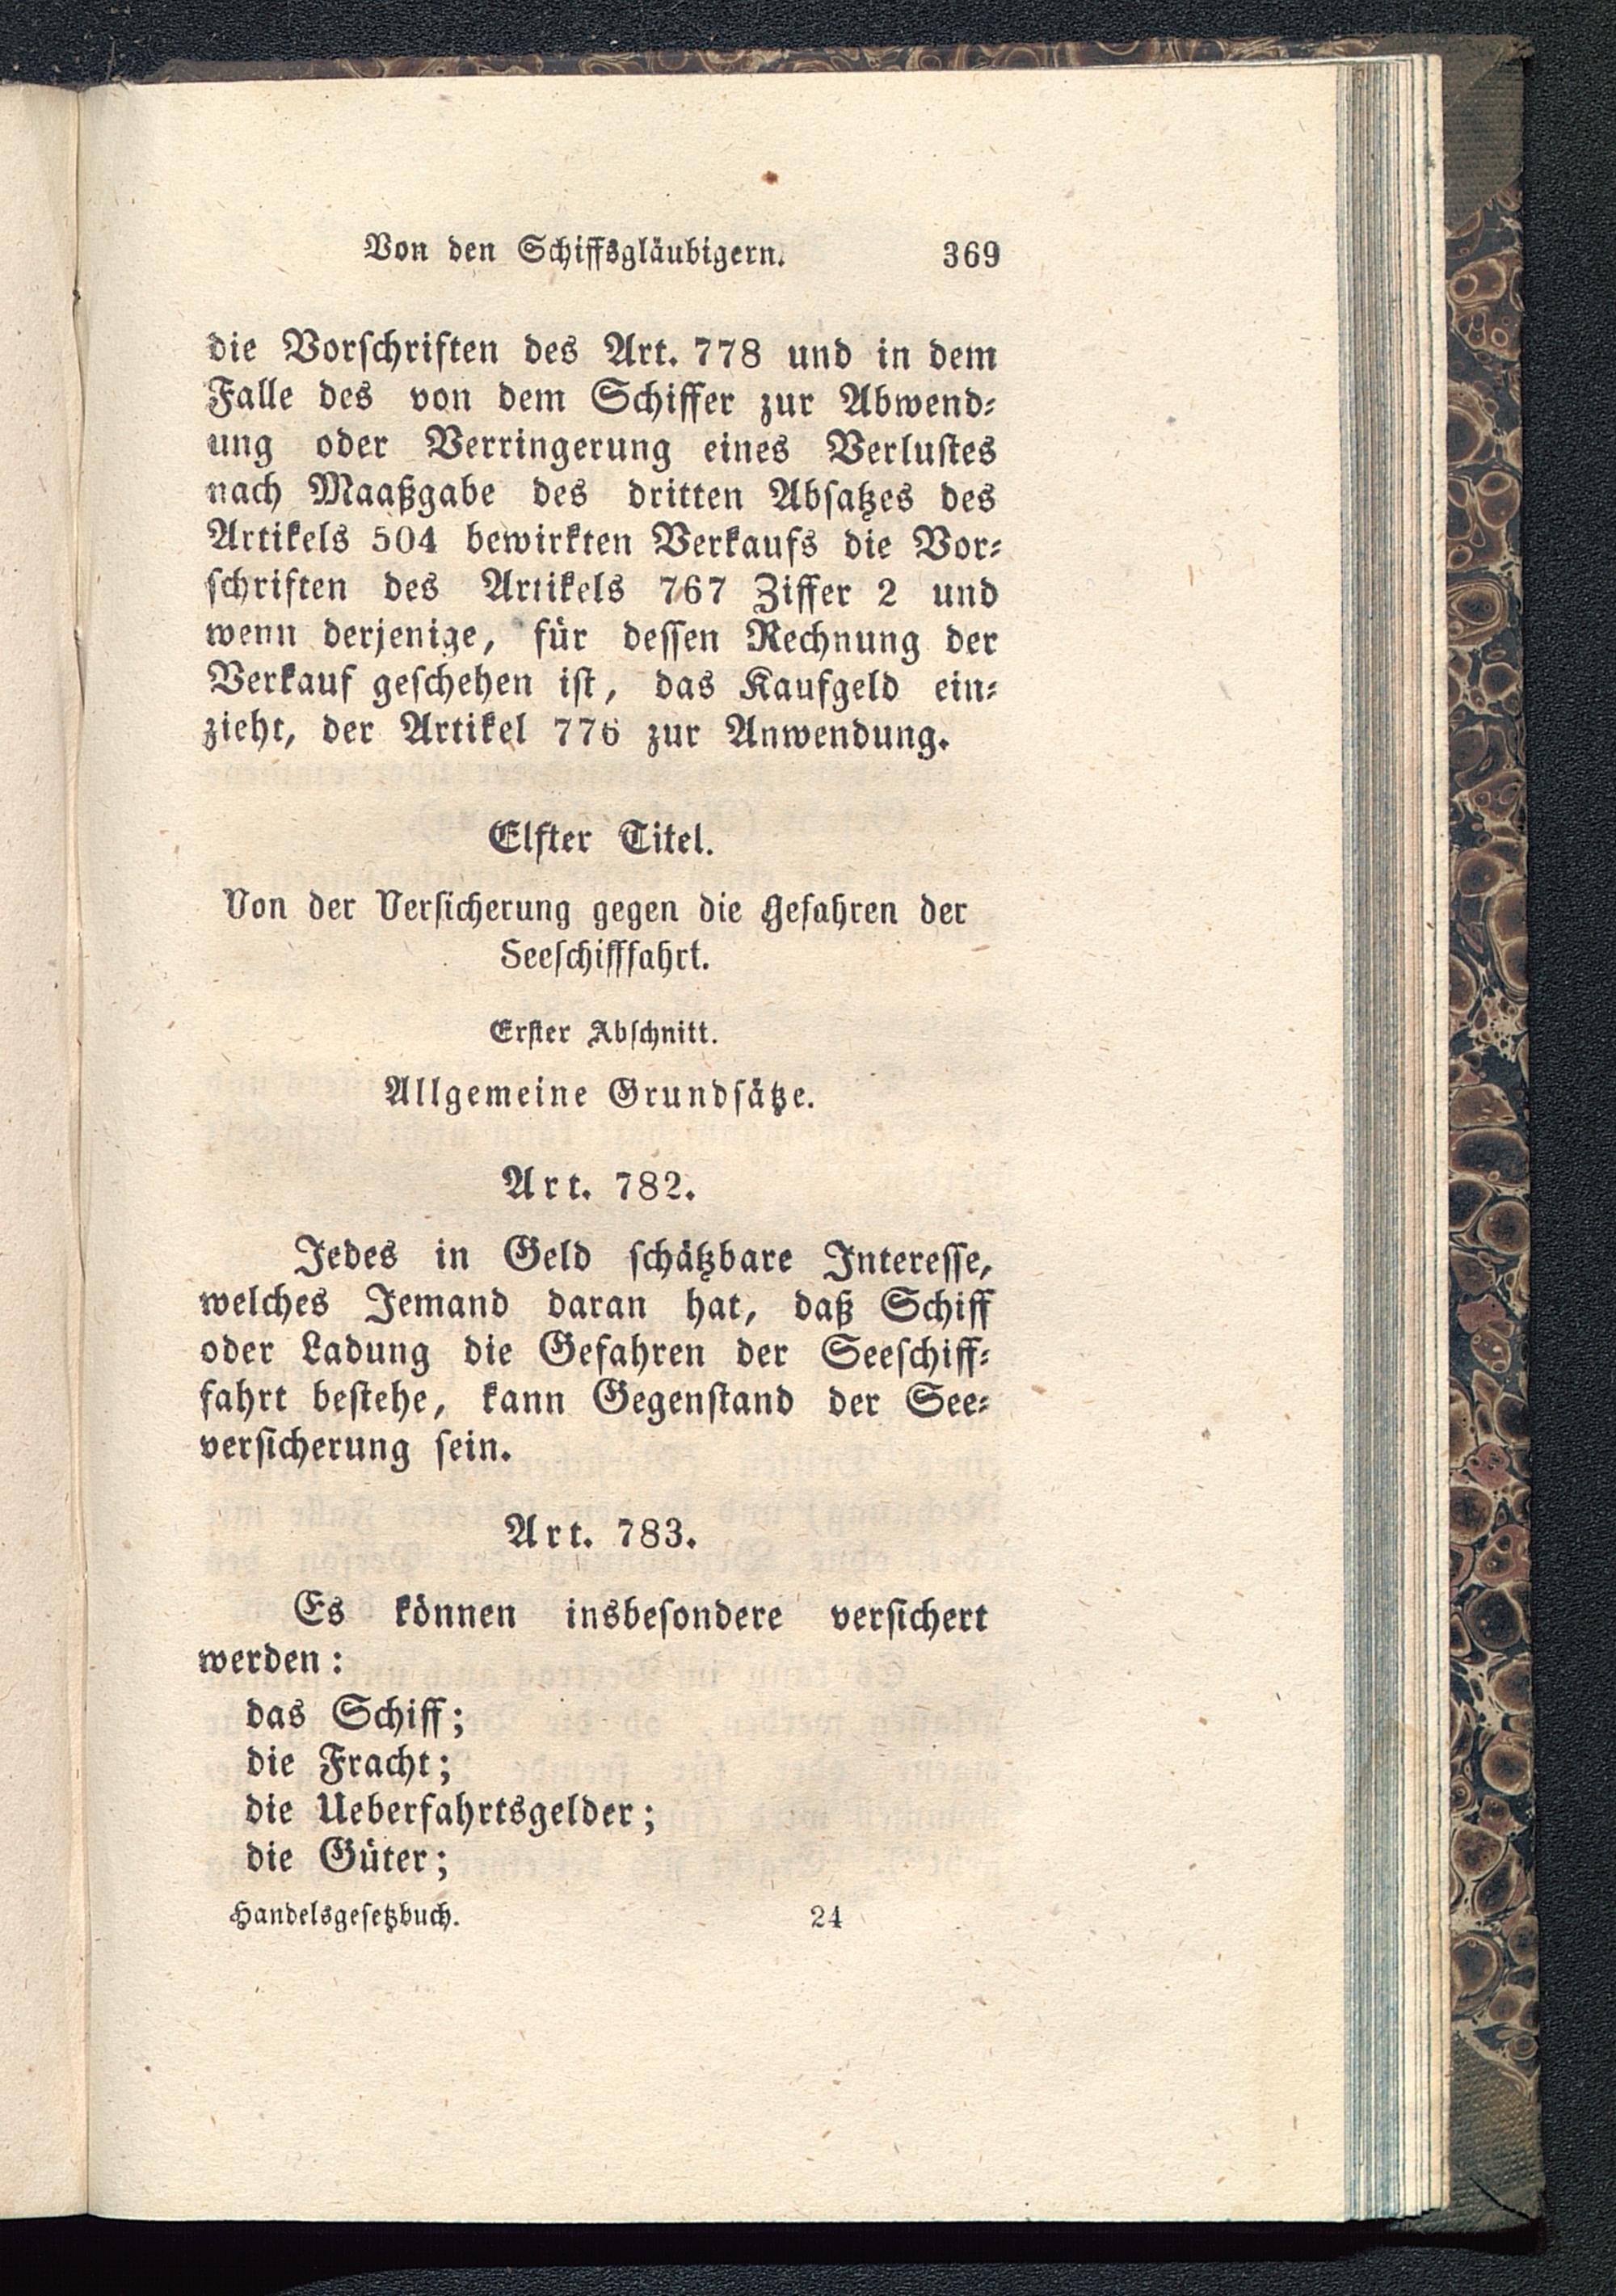 Von den Schiffsgläubigern. 369
die Vorschriften des Art. 778 und in dem
Falle des von dem Schiffer zur Abwend⸗
ung oder Verringerung eines Verlustes
nach Maaßgabe des dritten Absatzes des
Artikels 504 bewirkten Verkaufs die Vor⸗
schriften des Artikels 767 Ziffer 2 und
wenn derjenige, für dessen Rechnung der
Verkauf geschehen ist, das Kaufgeld ein⸗
zieht, der Artikel 776 zur Anwendung.
Elfter Titel.
Von der Versicherung gegen die Gefahren der
Seeschifffahrt.
Erster Abschnitt.
Allgemeine Grundsätze.
Art. 782.
Jedes in Geld schätzbare Interesse,
welches Jemand daran hat, daß Schiff
oder Ladung die Gefahren der Seeschiff⸗
fahrt bestehe, kann Gegenstand der See⸗
versicherung sein.
Art. 783.
Es können insbesondere versichert
werden:
das Schiff;
die Fracht;
die Ueberfahrtsgelder;
die Güter;
Handelsgesetzbuch. 24